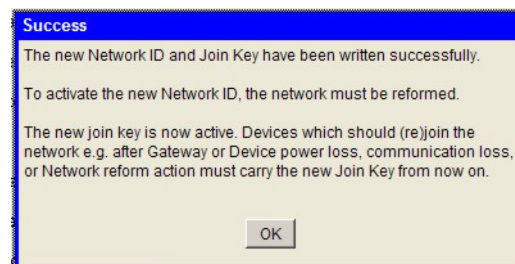 Success
The new Network ID and Join Key have been written successfully.
To activate the new Network ID, the network must be reformed.
The new join key is now active. Devices which should (re)join the
network e.g. after Gateway or Device power loss, communication loss,
or Network reform action must carry the new Join Key from now on.
OK